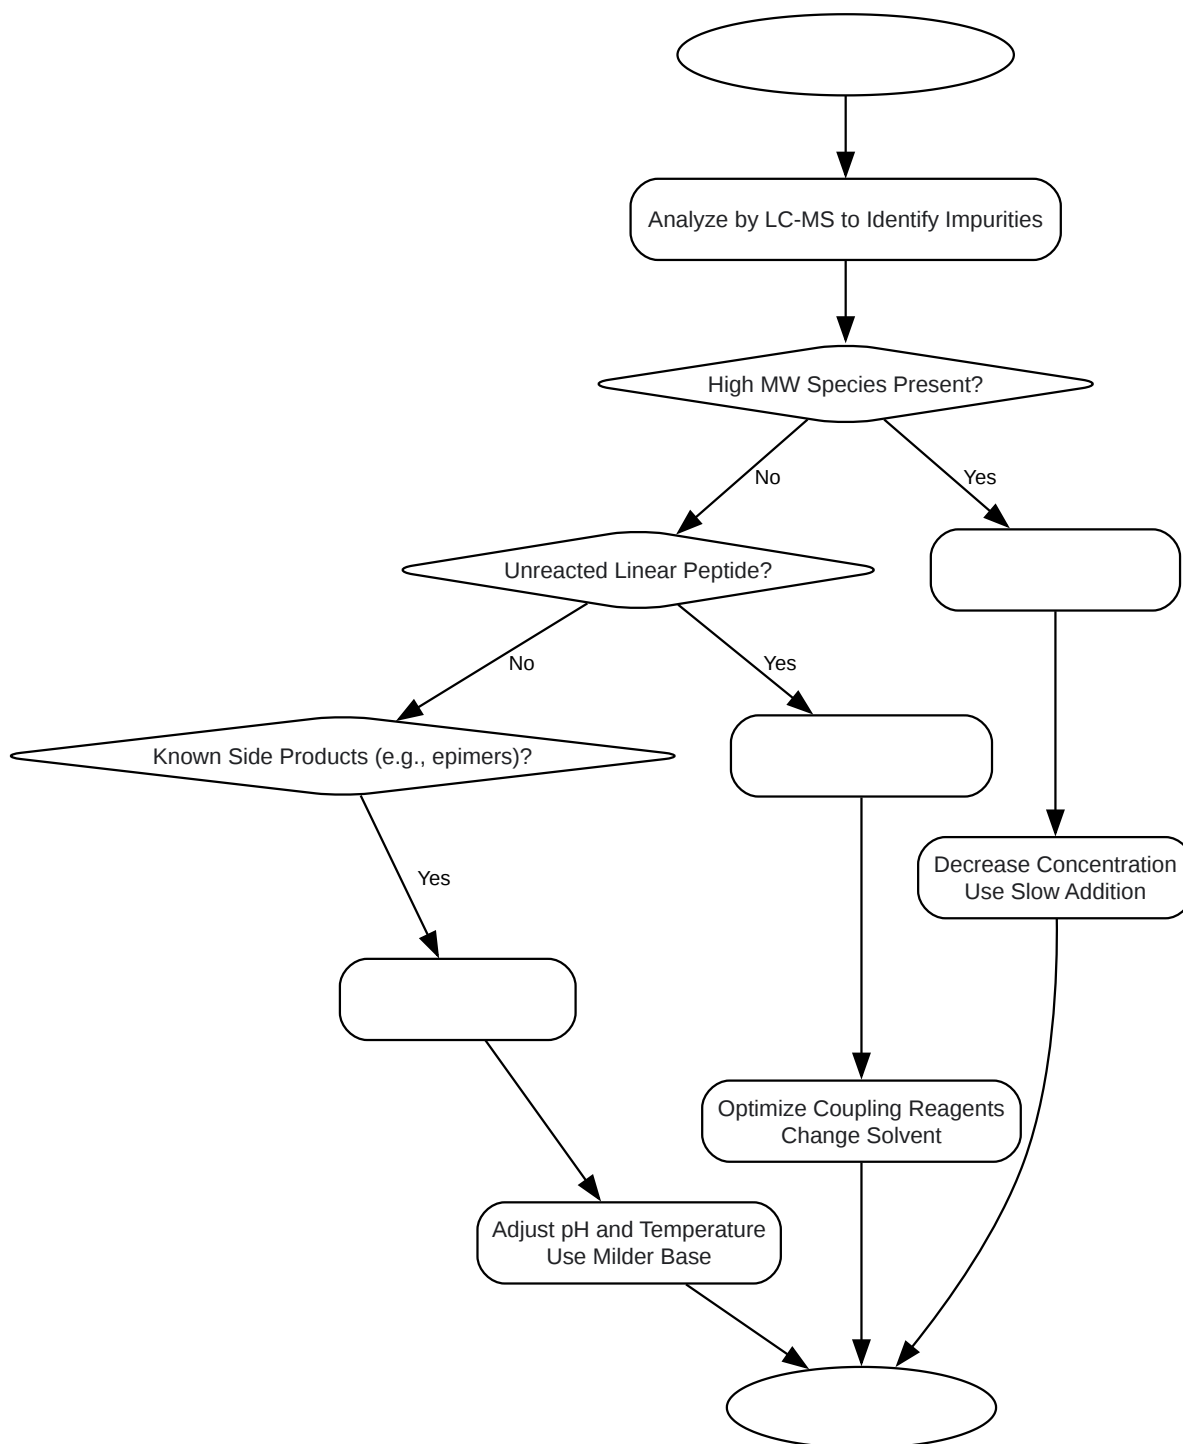 Analyze by LC-MS to Identify Impurities
High MW Species Present?
No
Yes
Unreacted Linear Peptide?
No
Yes
Known Side Products (e.g., epimers)?
Decrease Concentration
Use Slow Addition
Yes
Optimize Coupling Reagents
Change Solvent
Adjust pH and Temperature
Use Milder Base